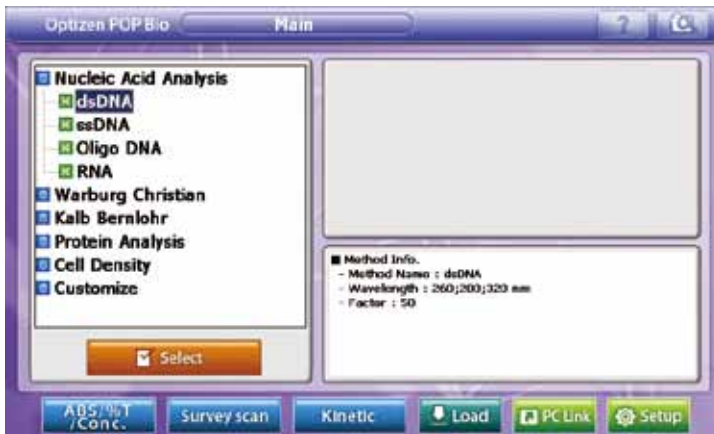 Optizen POP Bio
Main
?
Nucleic Acid Analysis
dsDNA
ssDNA
Oligo DNA
RNA
Warburg Christian
Kalb Bernlohr
Protein Analysis
Cell Density
Customize
Select
■ Method Info.
- Method Name : dsDNA
- Wavelength : 260;200;320 nm
- Factor : 50
ABS/%T
/Conc.
Survey scan
Kinetic
Load
PC Link
Setup